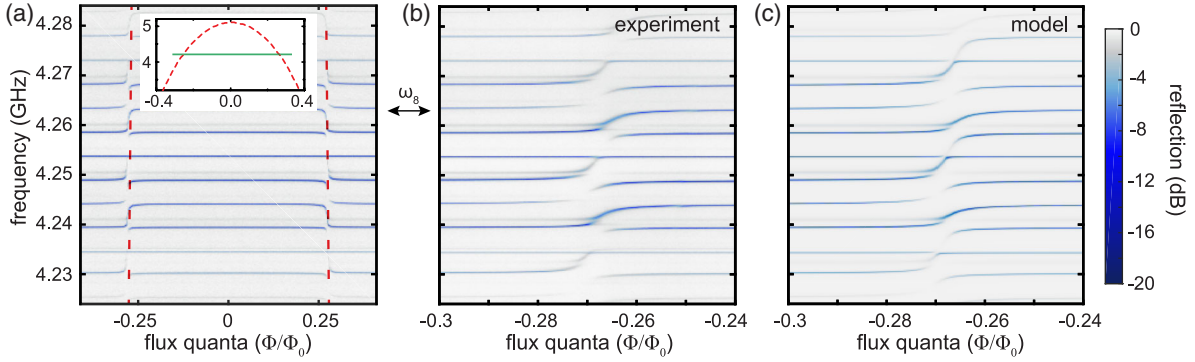 (a)
frequency (GHz)
4.28
4.27
4.26
4.25
4.24
4.23
5
4
-0.4
0.0
0.4
-0.25
0
0.25
flux quanta (Φ/Φ0)
ω8
(b)
experiment
-0.3
-0.28
-0.26
-0.24
flux quanta (Φ/Φ0)
(c)
model
-0.3
-0.28
-0.26
-0.24
flux quanta (Φ/Φ0)
0
-4
-8
-12
-16
-20
reflection (dB)